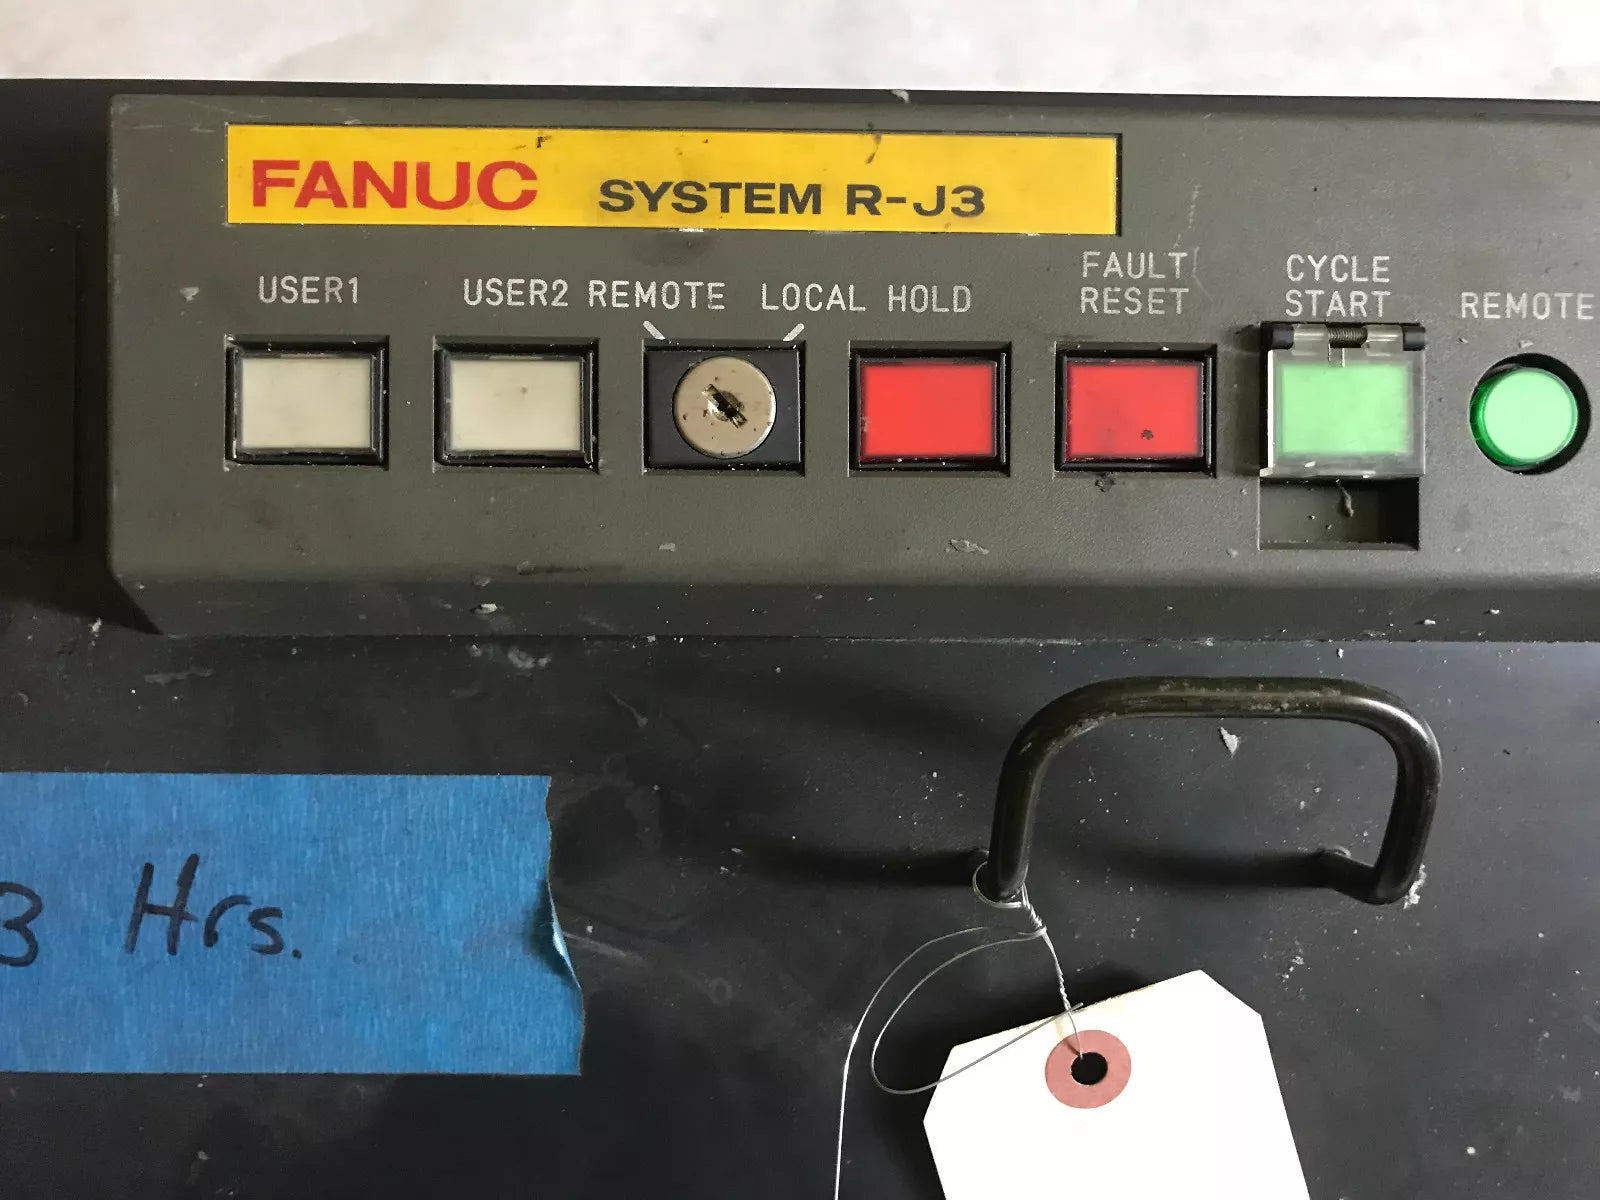 FANUC SYSTEM R-J3
USER1 USER2 REMOTE LOCAL HOLD FAULT RESET CYCLE START REMOTE
3 Hrs.